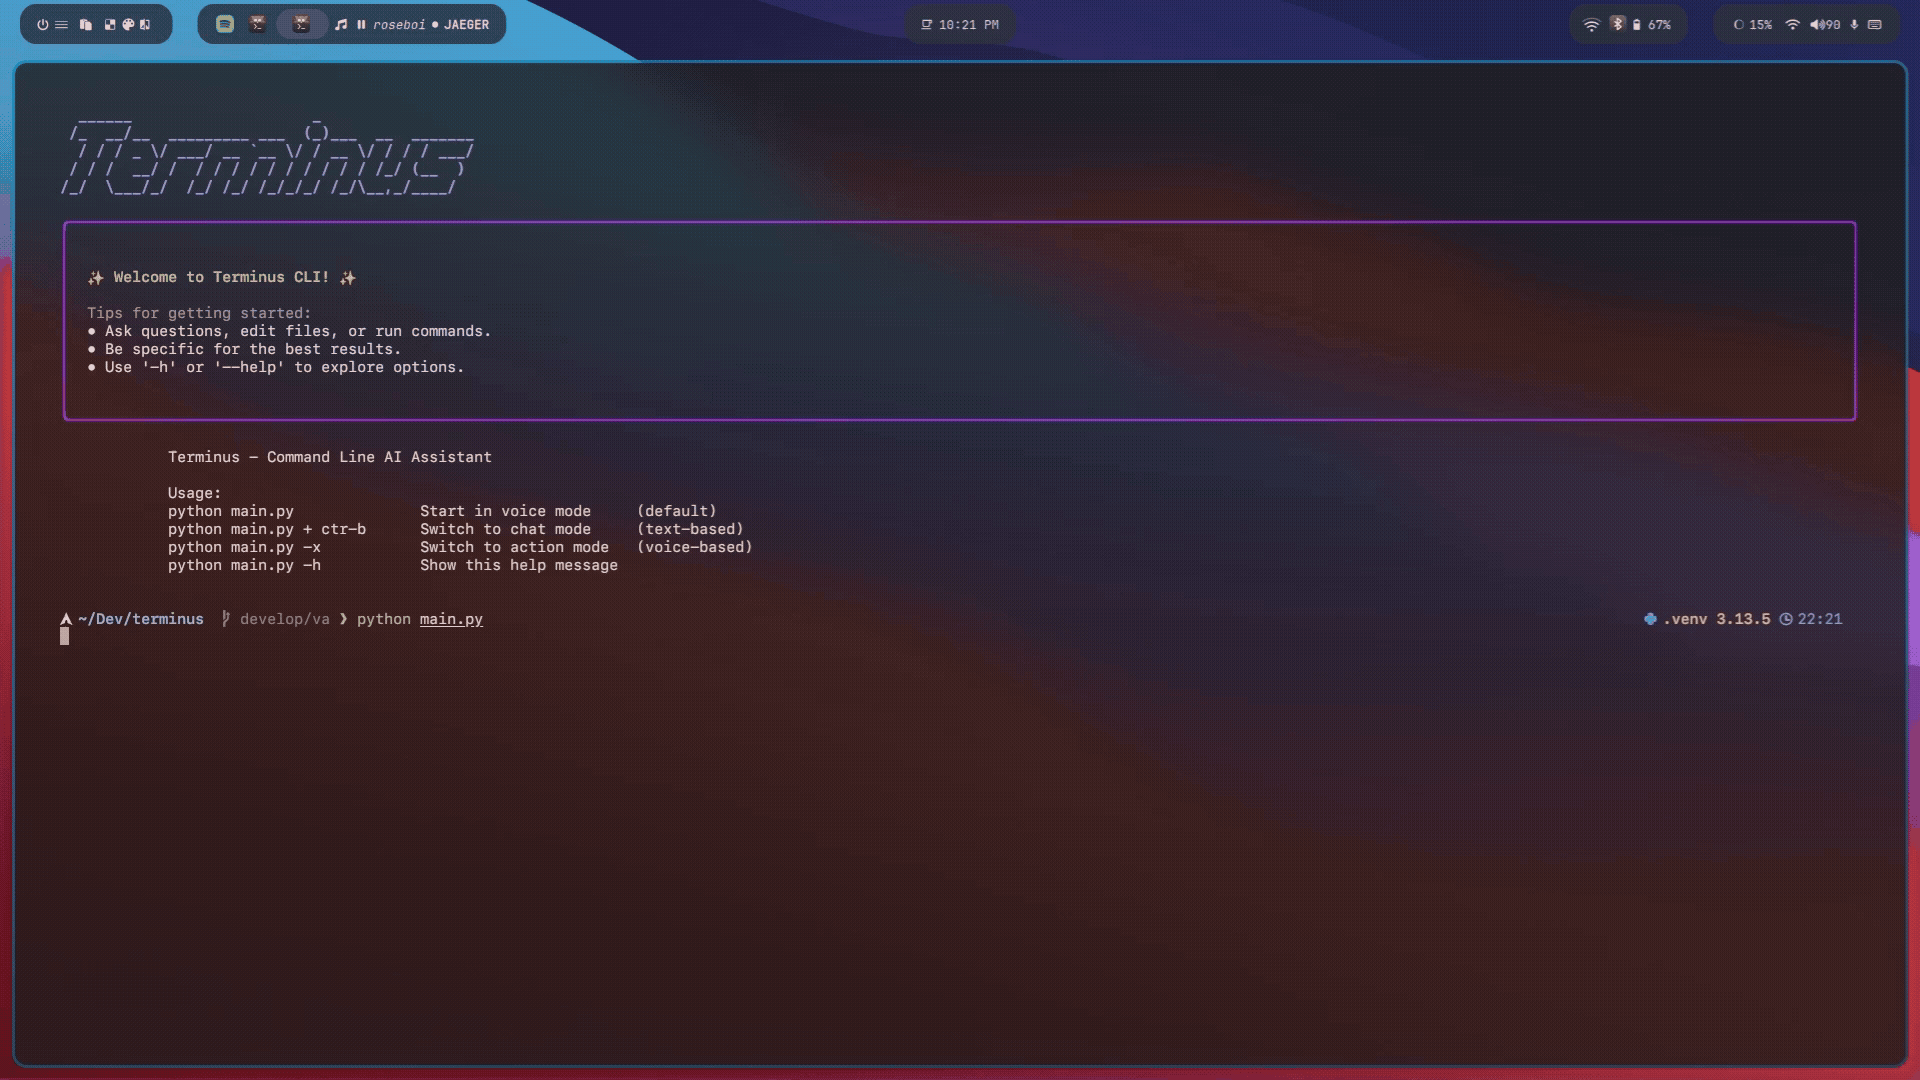 roseboi ● JAEGER
10:21 PM
67%
15% 90
Terminus
✨ Welcome to Terminus CLI! ✨
Tips for getting started:
● Ask questions, edit files, or run commands.
● Be specific for the best results.
● Use '-h' or '--help' to explore options.
Terminus - Command Line AI Assistant
Usage:
python main.py Start in voice mode (default)
python main.py + ctr-b Switch to chat mode (text-based)
python main.py -x Switch to action mode (voice-based)
python main.py -h Show this help message
~/Dev/terminus develop/va ❯ python main.py .venv 3.13.5 22:21